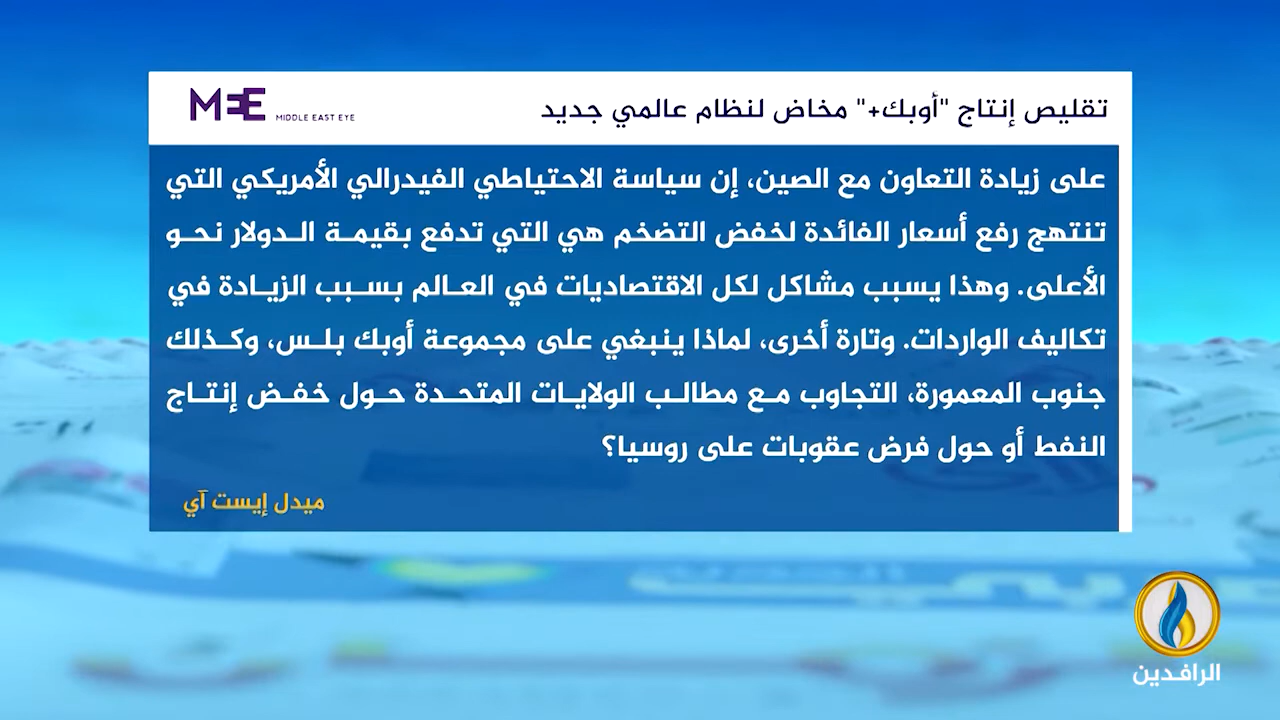 تقليص إنتاج "أوبك+" مخاض لنظام عالمي جديد
MEE MIDDLE EAST EYE
على زيادة التعاون مع الصين، إن سياسة الاحتياطي الفيدرالي الأمريكي التي
تنتهج رفع أسعار الفائدة لخفض التضخم هي التي تدفع بقيمة الدولار نحو
الأعلى. وهذا يسبب مشاكل لكل الاقتصاديات في العالم بسبب الزيادة في
تكاليف الواردات. وتارة أخرى، لماذا ينبغي على مجموعة أوبك بلس، وكذلك
جنوب المعمورة، التجاوب مع مطالب الولايات المتحدة حول خفض إنتاج
النفط أو حول فرض عقوبات على روسيا؟
ميدل إيست آي
الرافدين